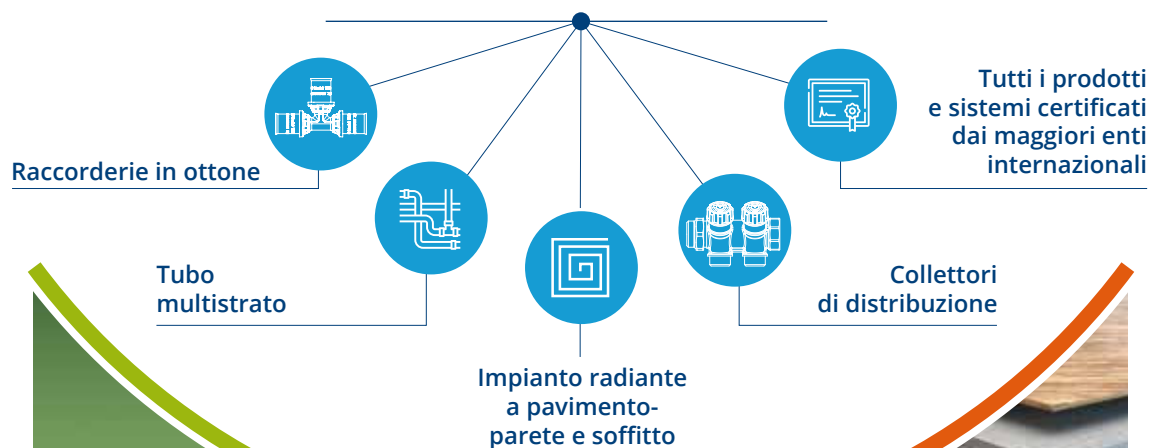 Raccorderie in ottone
Tubo
multistrato
Impianto radiante
a pavimento-
parete e soffitto
Collettori
di distribuzione
Tutti i prodotti
e sistemi certificati
dai maggiori enti
internazionali